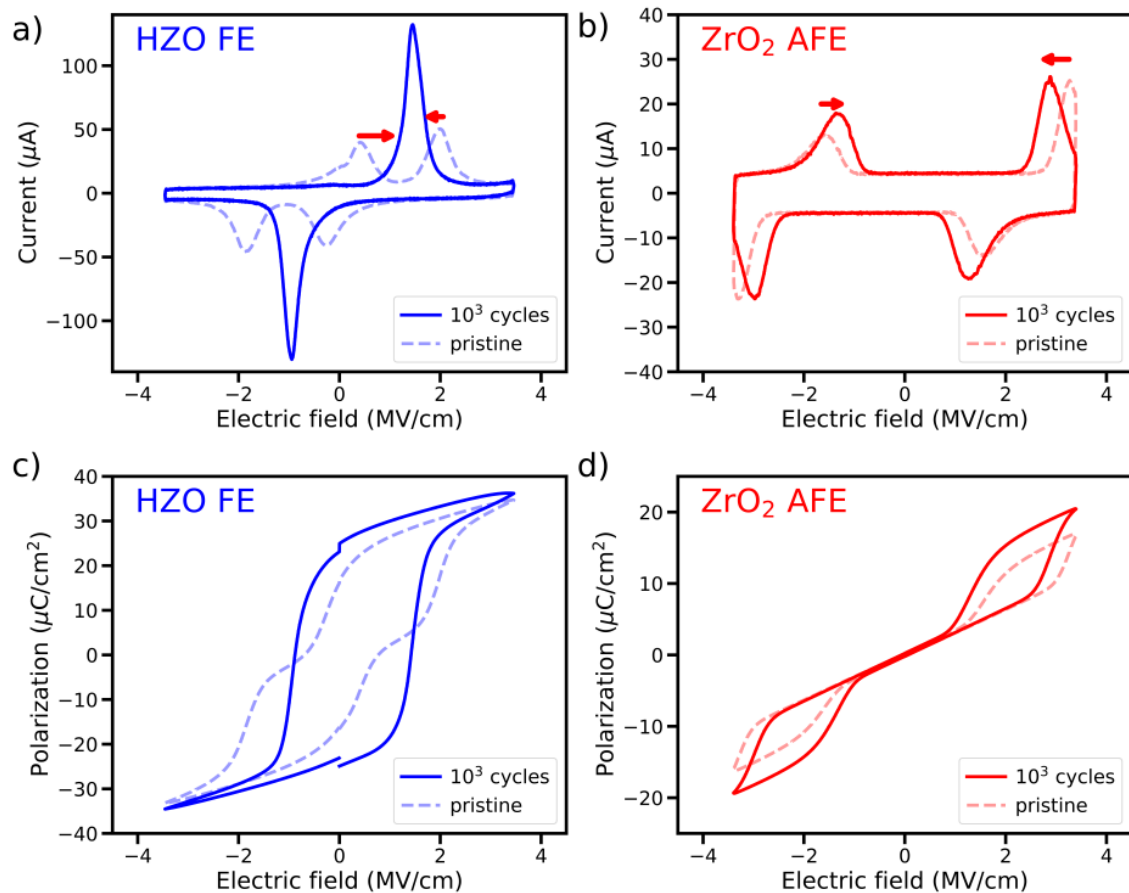 a)
HZO FE
Current (μA)
100
50
0
−50
−100
−4
−2
0
2
4
Electric field (MV/cm)
10³ cycles
pristine
b)
ZrO₂ AFE
Current (μA)
40
30
20
10
0
−10
−20
−30
−40
−4
−2
0
2
4
Electric field (MV/cm)
10³ cycles
pristine
c)
HZO FE
Polarization (μC/cm²)
40
30
20
10
0
−10
−20
−30
−40
−4
−2
0
2
4
Electric field (MV/cm)
10³ cycles
pristine
d)
ZrO₂ AFE
Polarization (μC/cm²)
20
10
0
−10
−20
−4
−2
0
2
4
Electric field (MV/cm)
10³ cycles
pristine